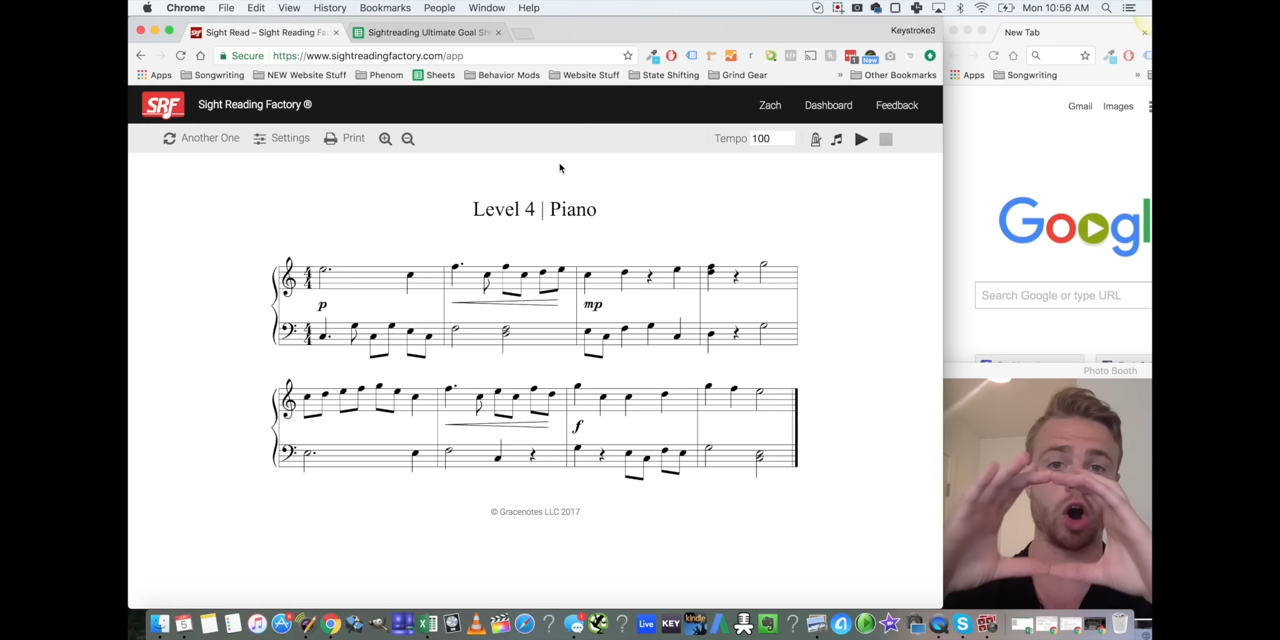 Chrome File Edit View History Bookmarks People Window Help
Mon 10:56 AM
Sight Read – Sight Reading Fa
Sightreading Ultimate Goal Sh
Keystroke3
New Tab
Secure https://www.sightreadingfactory.com/app
Apps Songwriting NEW Website Stuff Phenom Sheets Behavior Mods Website Stuff State Shifting Grind Gear » Other Bookmarks
Apps Songwriting »
SRF Sight Reading Factory ® Zach Dashboard Feedback
Gmail Images
Another One Settings Print Tempo 100
Level 4 | Piano
Googl
p
mp
Search Google or type URL
Photo Booth
f
© Gracenotes LLC 2017
Live KEY kindle